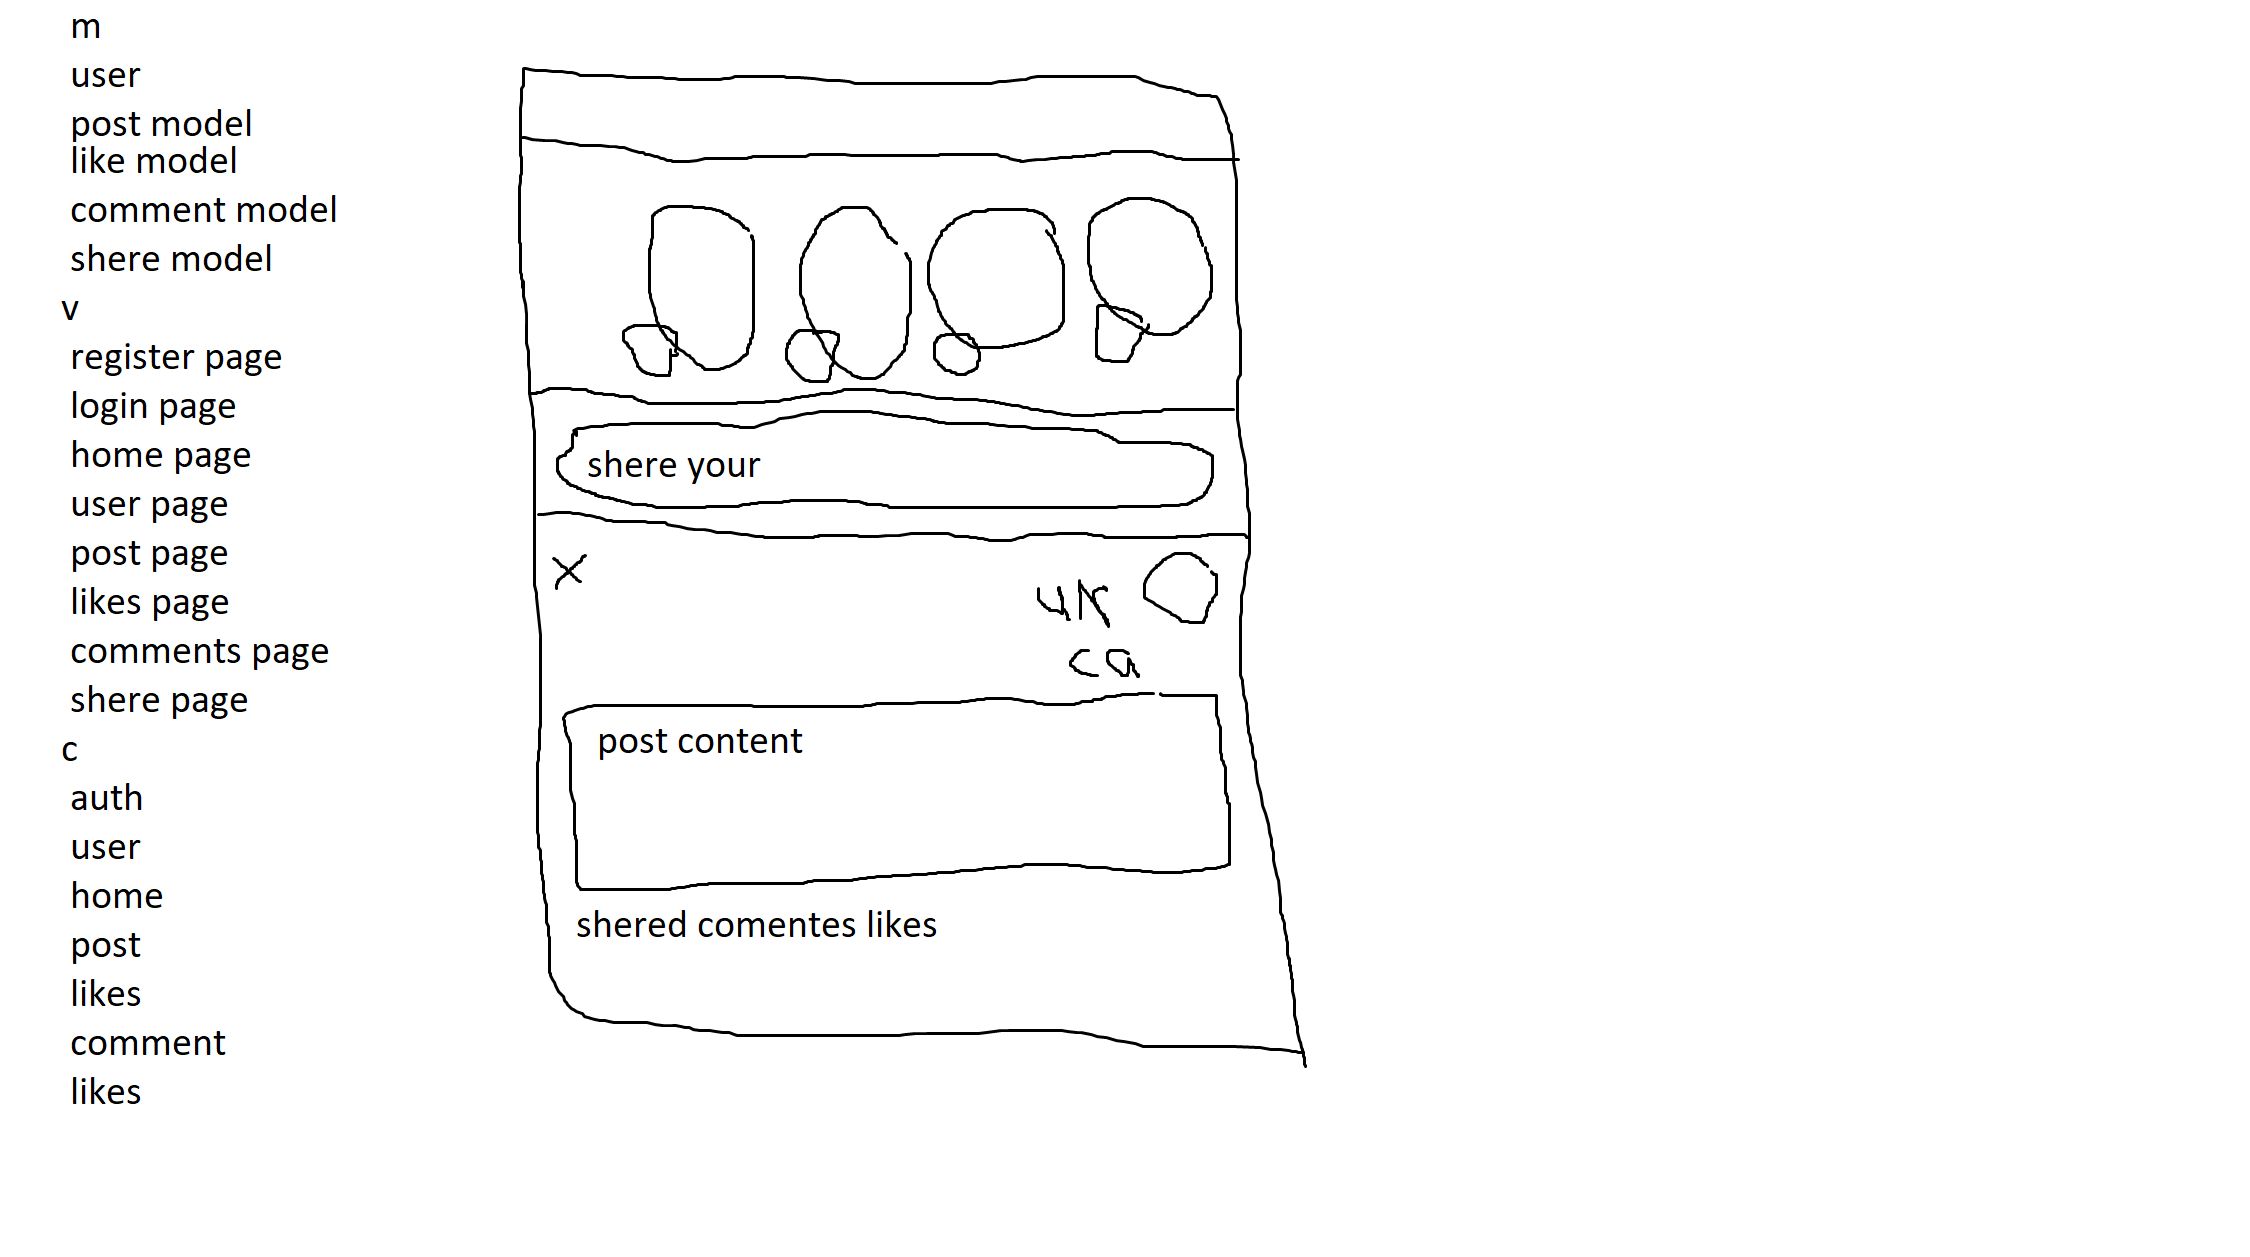 m
user
post model
like model
comment model
shere model
v
register page
login page
home page
user page
post page
likes page
comments page
shere page
c
auth
user
home
post
likes
comment
likes
shere your
x
ca
post content
shered comentes likes